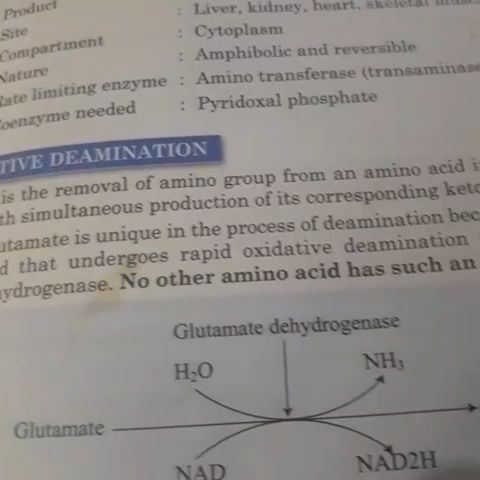 Product
: Liver, kidney, heart, skeletal
Site
: Cytoplasm
Compartment
: Amphibolic and reversible
Nature
Rate limiting enzyme : Amino transferase (transaminase
Coenzyme needed : Pyridoxal phosphate
TIVE DEAMINATION
is the removal of amino group from an amino acid
th simultaneous production of its corresponding keto
utamate is unique in the process of deamination bec
d that undergoes rapid oxidative deamination
ydrogenase. No other amino acid has such an
Glutamate dehydrogenase
H₂O
NH₃
Glutamate
NAD
NAD2H